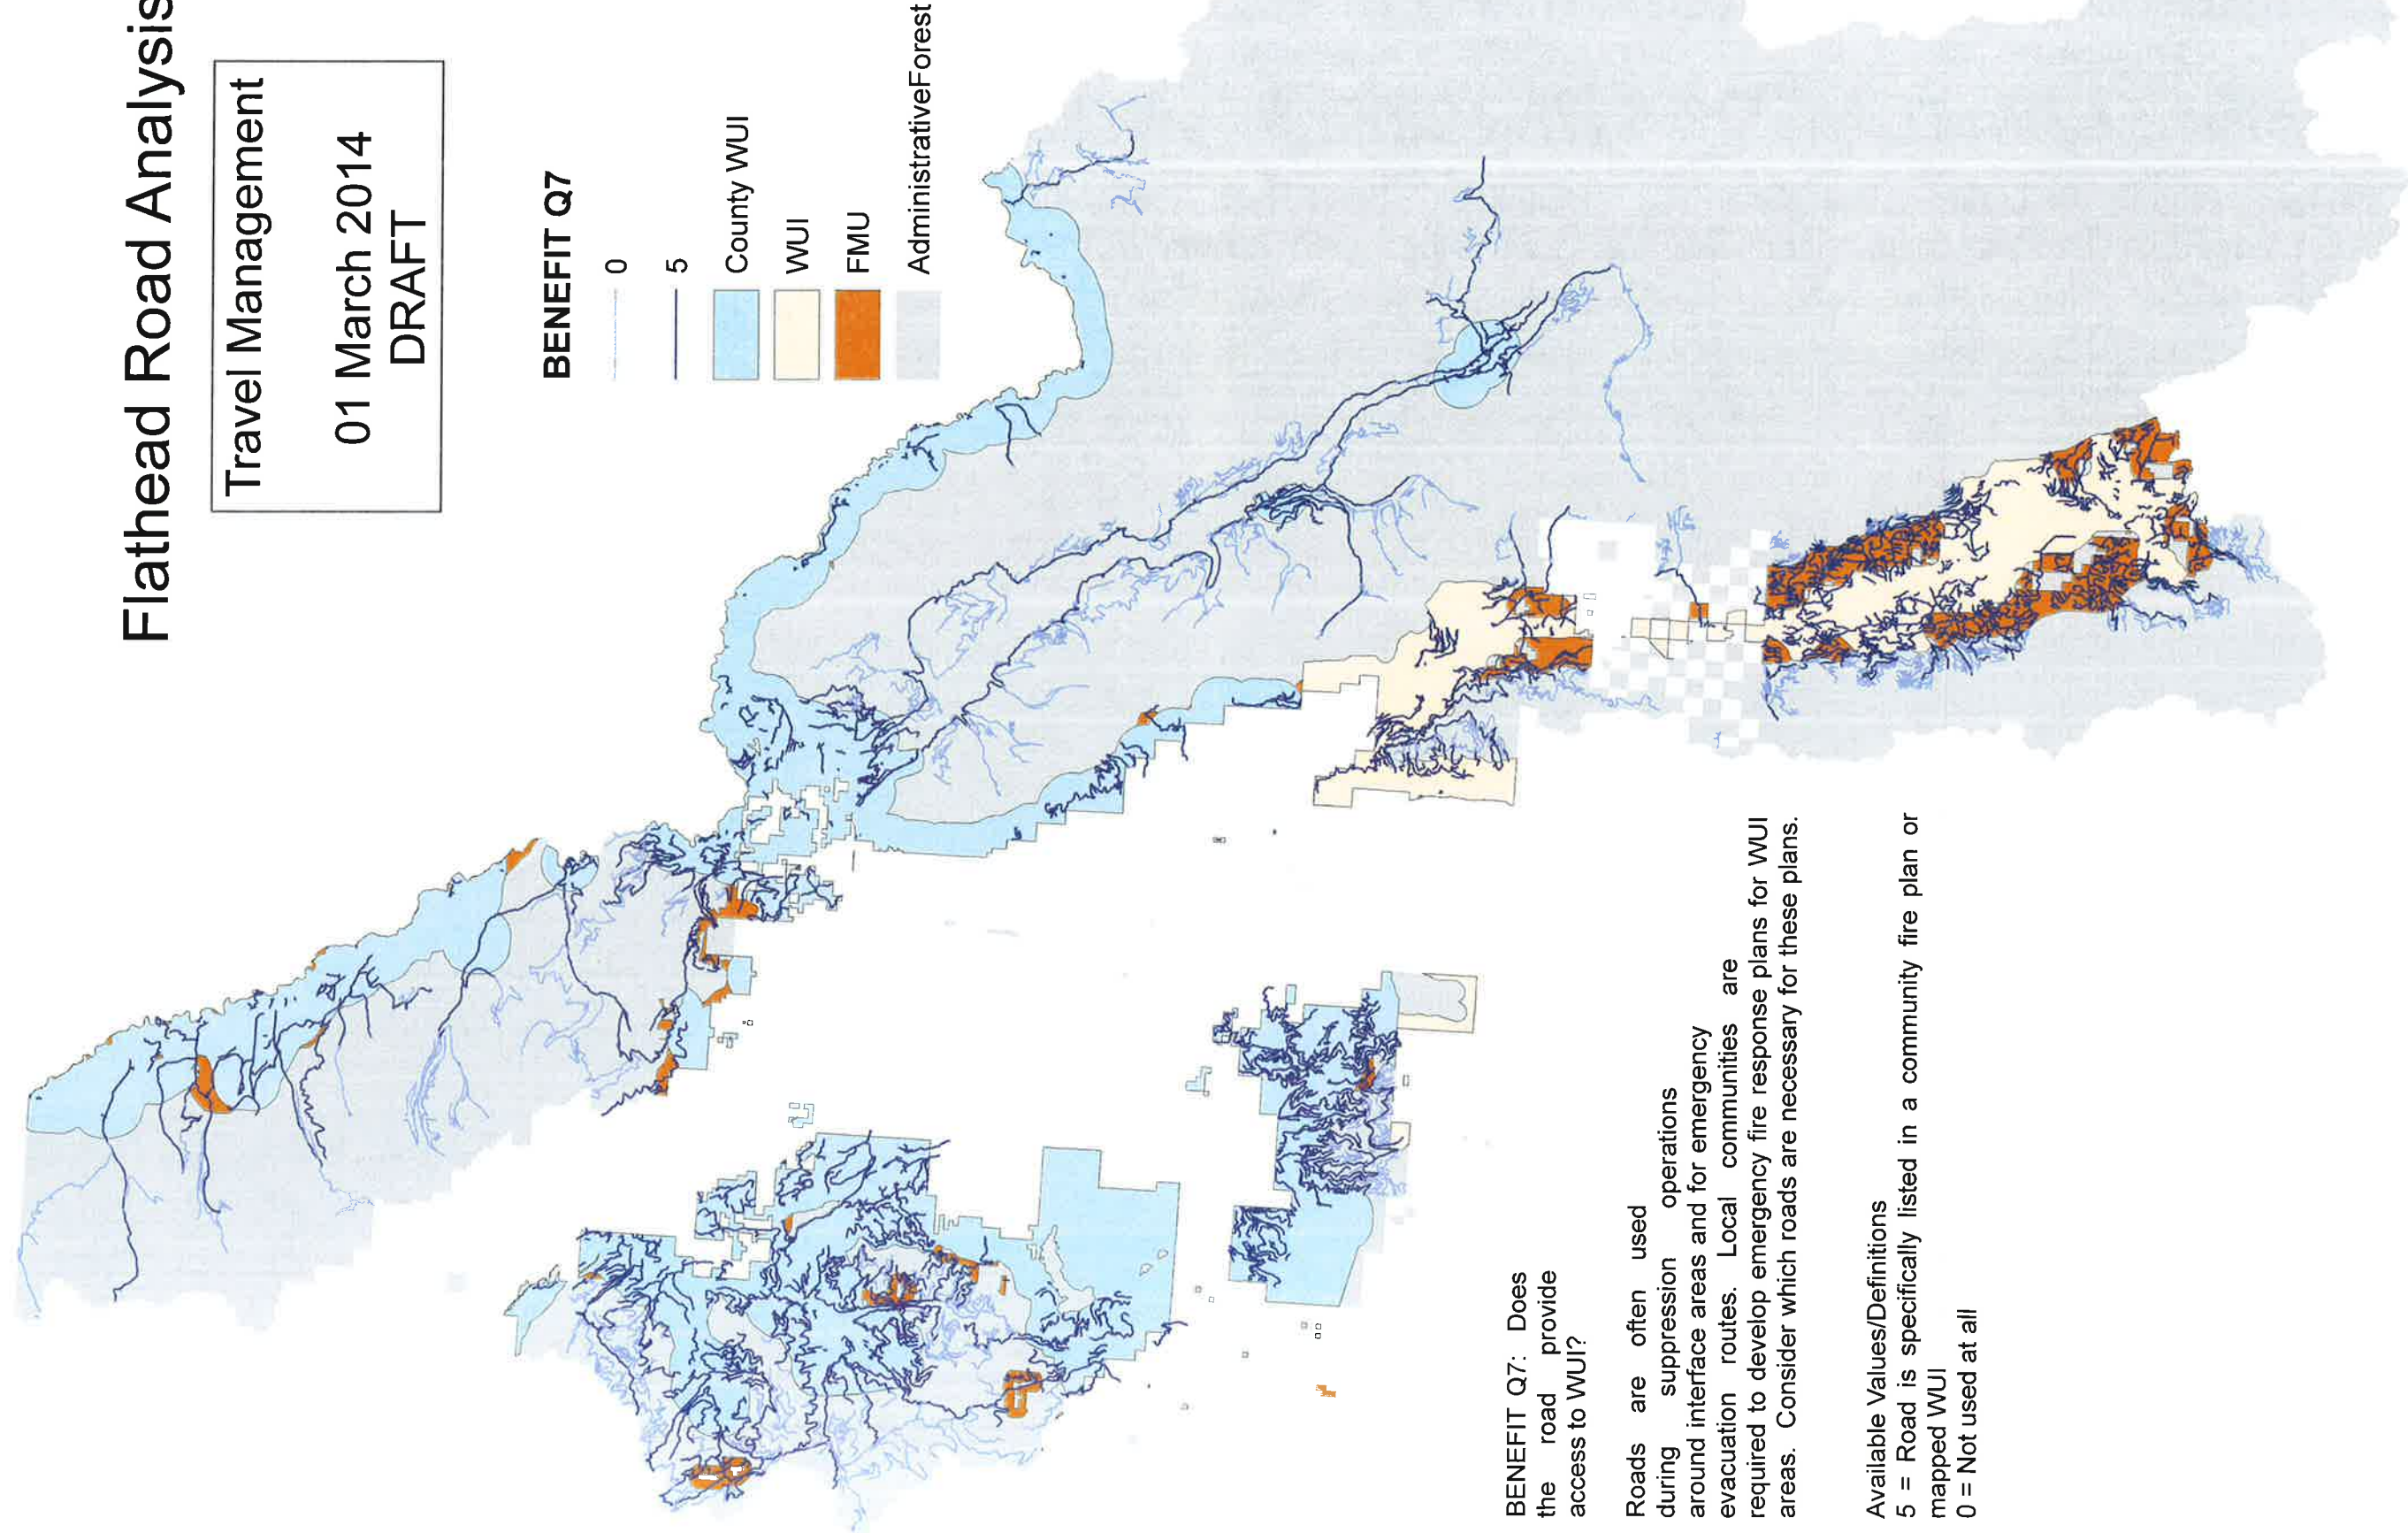 Flathead Road Analysis
Travel Management
01 March 2014
DRAFT
BENEFIT Q7
0
5
County WUI
WUI
FMU
AdministrativeForest
BENEFIT Q7: Does
the road provide
access to WUI?
Roads are often used
during suppression operations
around interface areas and for emergency
evacuation routes. Local communities are
required to develop emergency fire response plans for WUI
areas. Consider which roads are necessary for these plans.
Available Values/Definitions
5 = Road is specifically listed in a community fire plan or
mapped WUI
0 = Not used at all